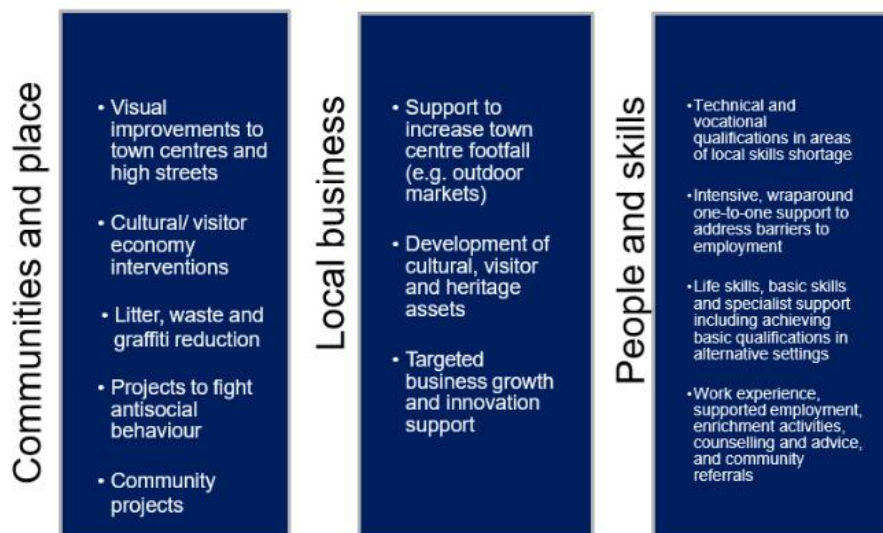 Communities and place
• Visual
improvements to
town centres and
high streets
• Cultural/ visitor
economy
interventions
• Litter, waste and
graffiti reduction
• Projects to fight
antisocial
behaviour
• Community
projects
Local business
• Support to
increase town
centre footfall
(e.g. outdoor
markets)
• Development of
cultural, visitor
and heritage
assets
• Targeted
business growth
and innovation
support
People and skills
•Technical and
vocational
qualifications in areas
of local skills shortage
•Intensive, wraparound
one-to-one support to
address barriers to
employment
•Life skills, basic skills
and specialist support
including achieving
basic qualifications in
alternative settings
•Work experience,
supported employment,
enrichment activities,
counselling and advice,
and community
referrals